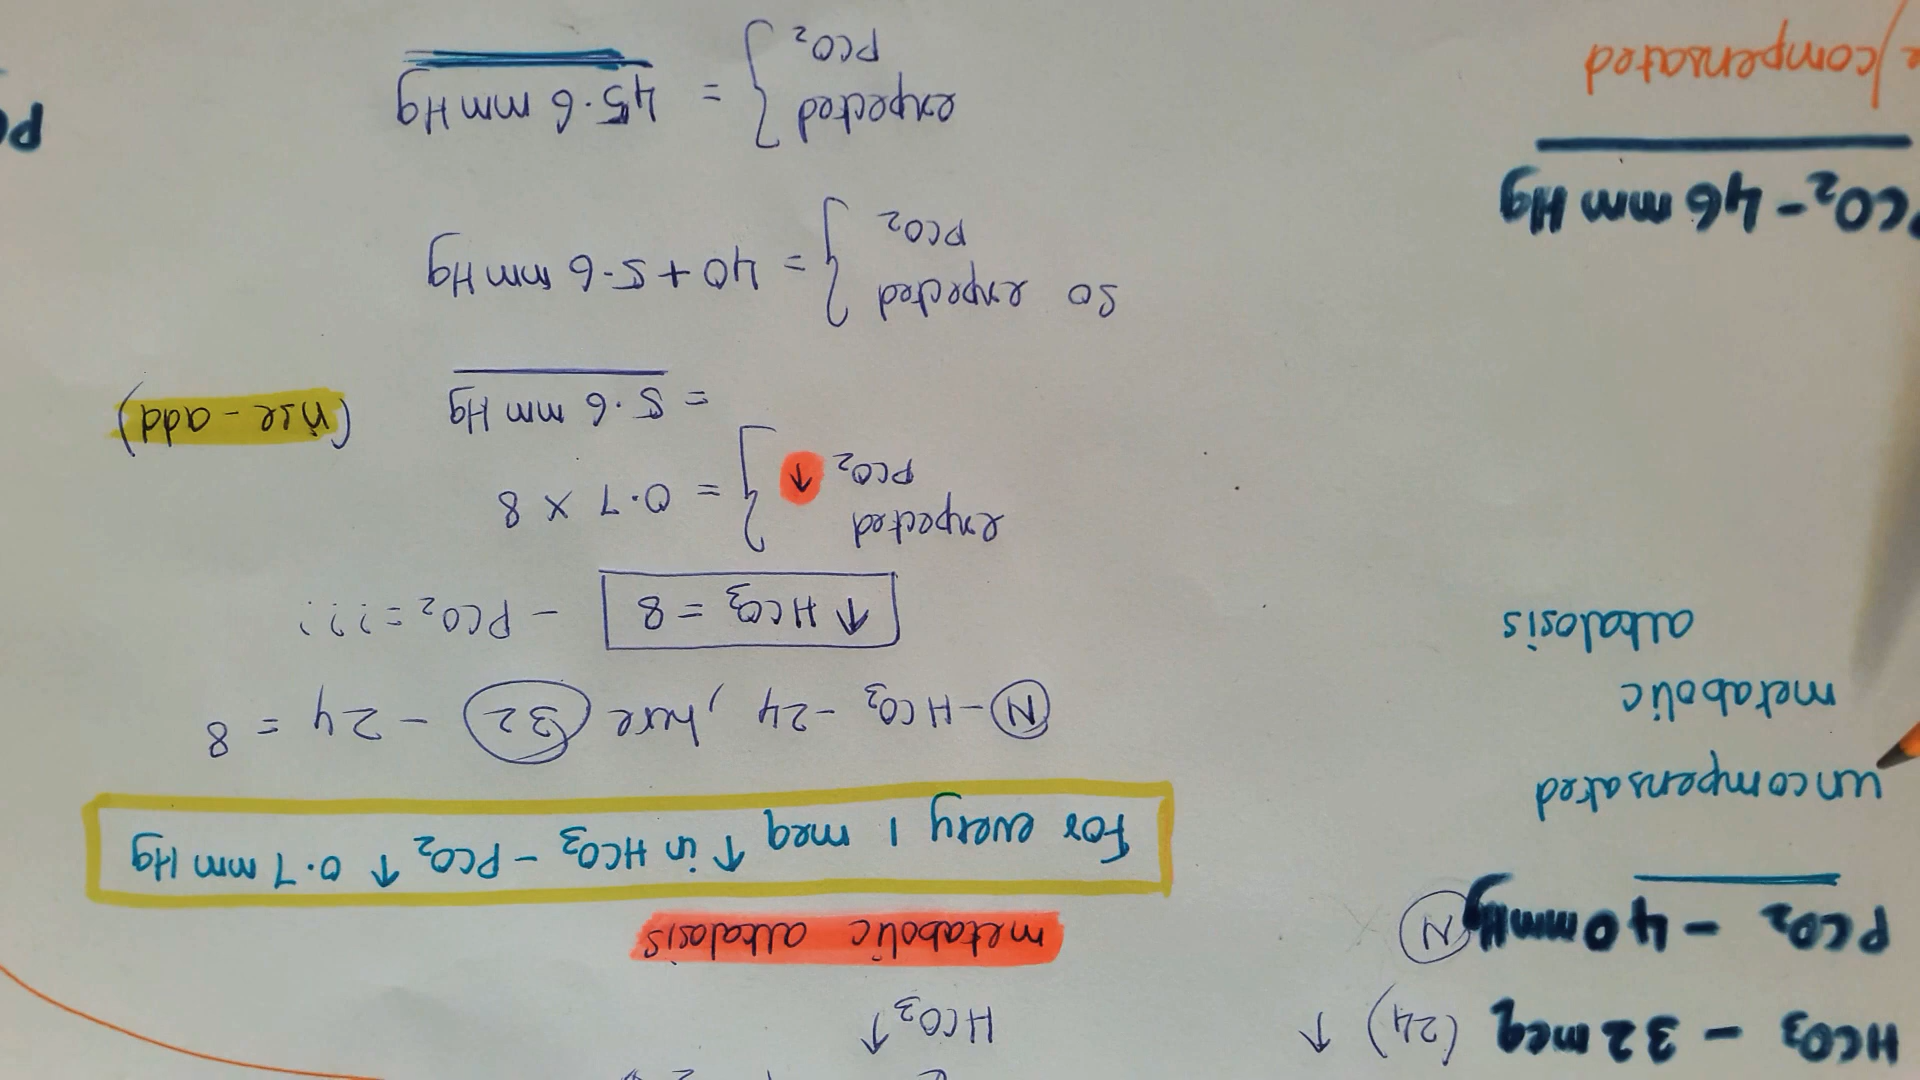 HCO3 - 32 meq (24) ↑
PCO2 - 40 mmHg (N)
uncompensated
metabolic
alkalosis
PCO2 - 46 mm Hg
compensated
HCO3↑
metabolic alkalosis
For every 1 meq ↑ in HCO3 - PCO2 ↑ 0.7 mm Hg
(N) - HCO3 - 24, here (32) - 24 = 8
↑ HCO3 = 8 - PCO2 = ???
expected
PCO2 ↑ } = 0.7 x 8
= 5.6 mm Hg (rise - add)
so expected
PCO2 } = 40 + 5.6 mm Hg
expected
PCO2 } = 45.6 mm Hg